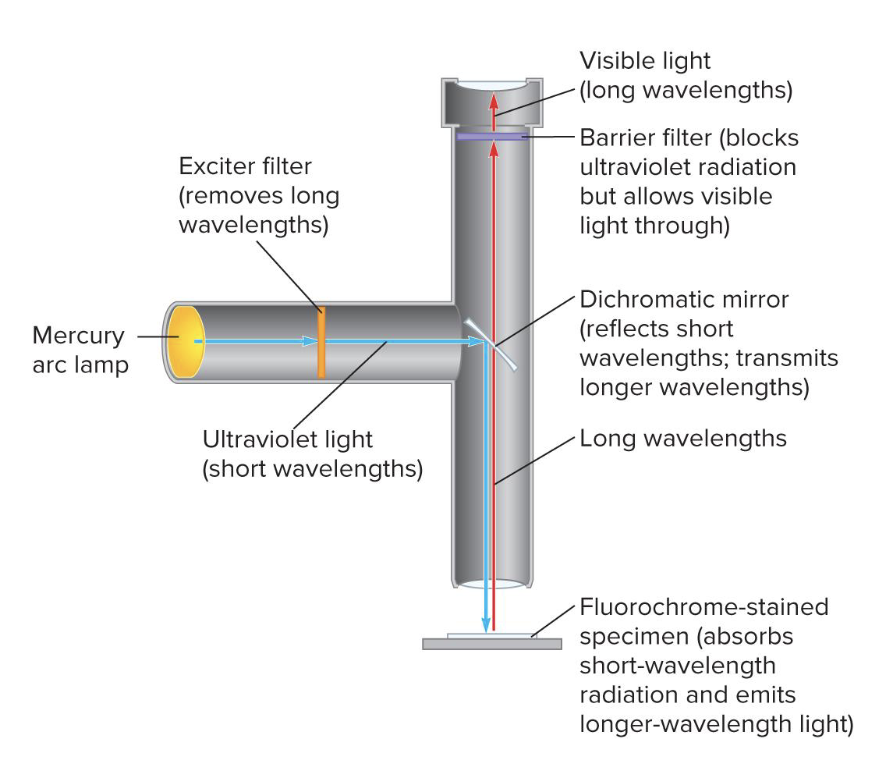 Visible light
(long wavelengths)
Barrier filter (blocks
ultraviolet radiation
but allows visible
light through)
Exciter filter
(removes long
wavelengths)
Dichromatic mirror
(reflects short
wavelengths; transmits
longer wavelengths)
Mercury
arc lamp
Ultraviolet light
(short wavelengths)
Long wavelengths
Fluorochrome-stained
specimen (absorbs
short-wavelength
radiation and emits
longer-wavelength light)